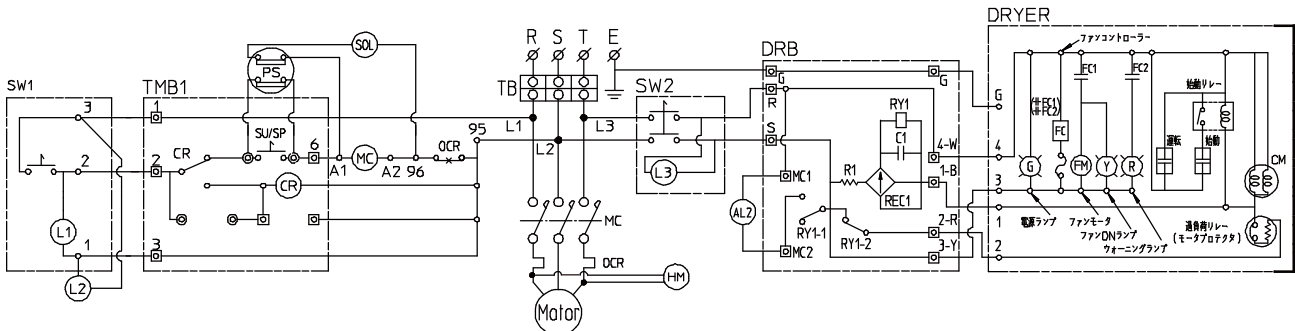 DRYER
ファンコントローラー
R S T E
DRB
SOL
PS
SW1
TMB1
TB
SW2
G
G
FC1
FC2
始動リレー
R
RY1
G
3
1
L1
L3
S
C1
FC
運転
始動
SU/SP
6
95
OCR
L2
4-W
4
CR
2
2
A1
MC
A2
96
L3
R1
1-B
G
FM
Y
R
CM
CR
MC1
REC1
3
電源ランプ
ファンモータ
過負荷リレー
(モータプロテクタ)
L1
MC
AL2
RY1-1
RY1-2
2-R
1
ファンONランプ
1
3
MC2
3-Y
2
ウォーニングランプ
L2
OCR
HM
Motor